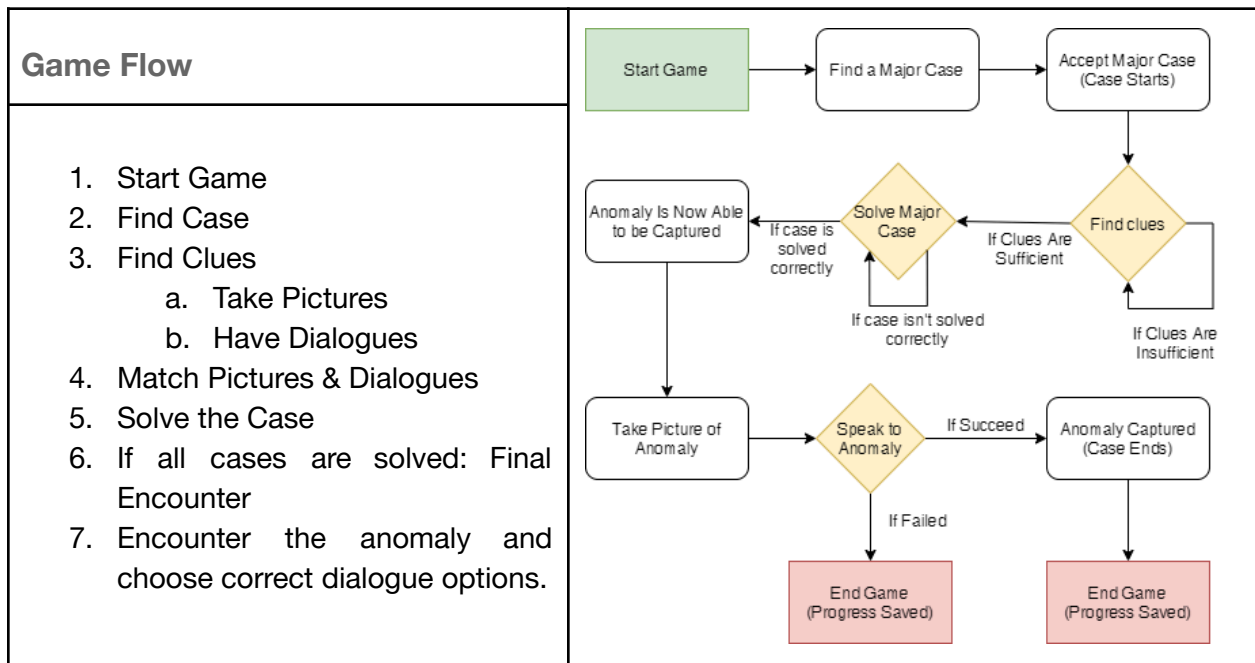 Game Flow
1. Start Game
2. Find Case
3. Find Clues
a. Take Pictures
b. Have Dialogues
4. Match Pictures & Dialogues
5. Solve the Case
6. If all cases are solved: Final
Encounter
7. Encounter the anomaly and
choose correct dialogue options.
Start Game
Find a Major Case
Accept Major Case
(Case Starts)
Find clues
If Clues Are
Insufficient
If Clues Are
Sufficient
Solve Major
Case
If case isn't solved
correctly
If case is
solved
correctly
Anomaly Is Now Able
to be Captured
Take Picture of
Anomaly
Speak to
Anomaly
If Succeed
Anomaly Captured
(Case Ends)
If Failed
End Game
(Progress Saved)
End Game
(Progress Saved)